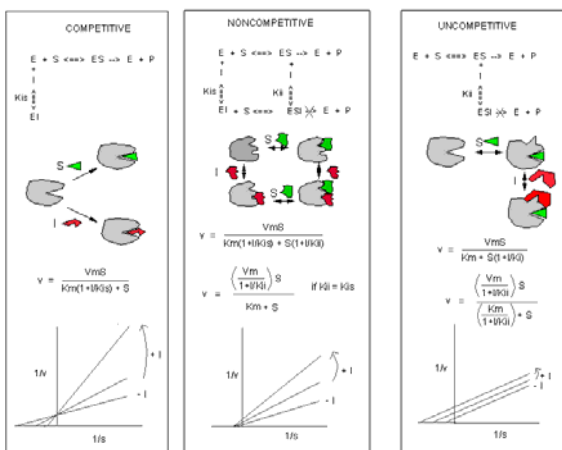 COMPETITIVE
E + S <==> ES --> E + P
+
I
Kis
EI
S
I
v = VmS
Km(1+I/Kis) + S
1/v
+ I
- I
1/s
NONCOMPETITIVE
E + S <==> ES --> E + P
+ +
I I
Kis Kii
EI + S <==> ESI --> E + P
S
I I
S
v = VmS
Km(1+I/Kis) + S(1+I/Kii)
v = (Vm
1+I/Kii) S if Kii = Kis
Km + S
1/v
+ I
- I
1/s
UNCOMPETITIVE
E + S <==> ES --> E + P
+
I
Kii
ESI --> E + P
S
I
v = VmS
Km + S(1+I/Kii)
v = (Vm
1+I/Kii) S
(Km
1+I/Kii) + S
1/v
+ I
- I
1/s